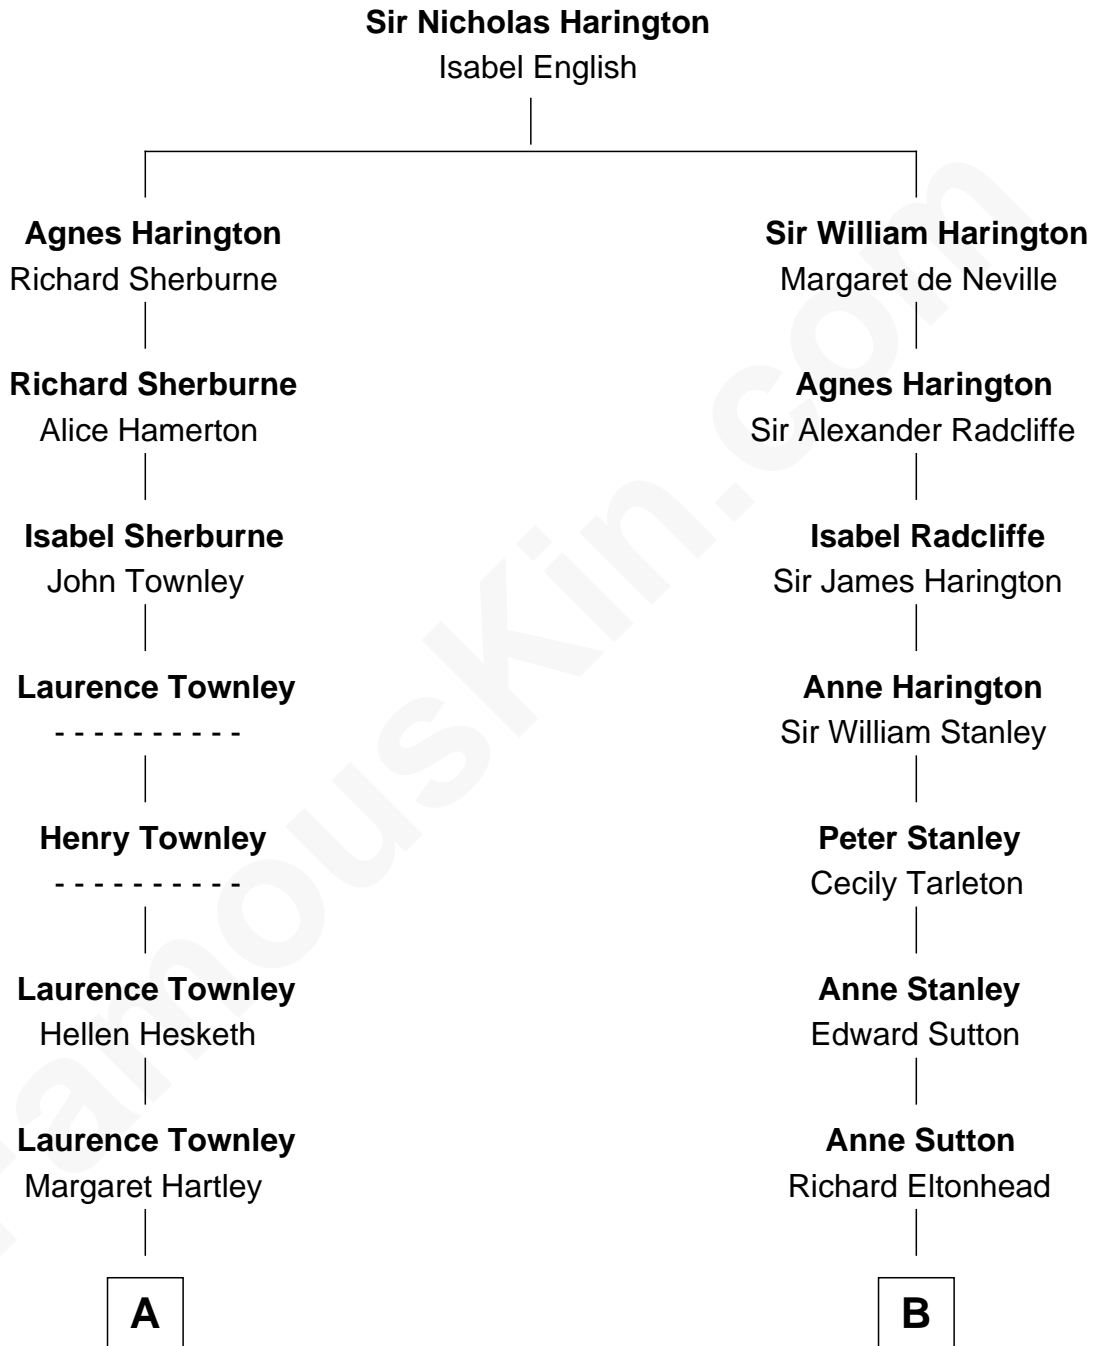 Sir Nicholas Harington
Isabel English
Agnes Harington
Richard Sherburne
Sir William Harington
Margaret de Neville
Richard Sherburne
Alice Hamerton
Agnes Harington
Sir Alexander Radcliffe
Isabel Sherburne
John Townley
Isabel Radcliffe
Sir James Harington
Laurence Townley
- - - - - - - - - -
Anne Harington
Sir William Stanley
Henry Townley
- - - - - - - - - -
Peter Stanley
Cecily Tarleton
Laurence Townley
Hellen Hesketh
Anne Stanley
Edward Sutton
Laurence Townley
Margaret Hartley
Anne Sutton
Richard Eltonhead
A
B
FamousKin.com